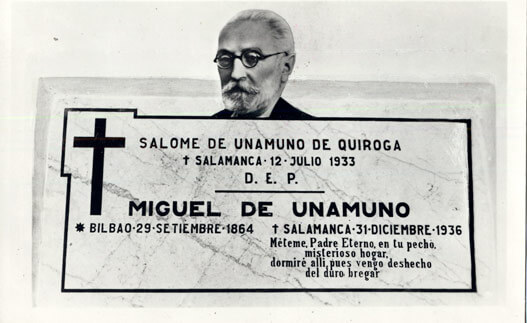 SALOME DE UNAMUNO DE QUIROGA
† SALAMANCA · 12 · JULIO 1933
D. E. P.
MIGUEL DE UNAMUNO
✷ BILBAO · 29 · SETIEMBRE · 1864 † SALAMANCA · 31 · DICIEMBRE · 1936
Méteme, Padre Eterno, en tu pecho,
misterioso hogar,
dormiré allí, pues vengo deshecho
del duro bregar